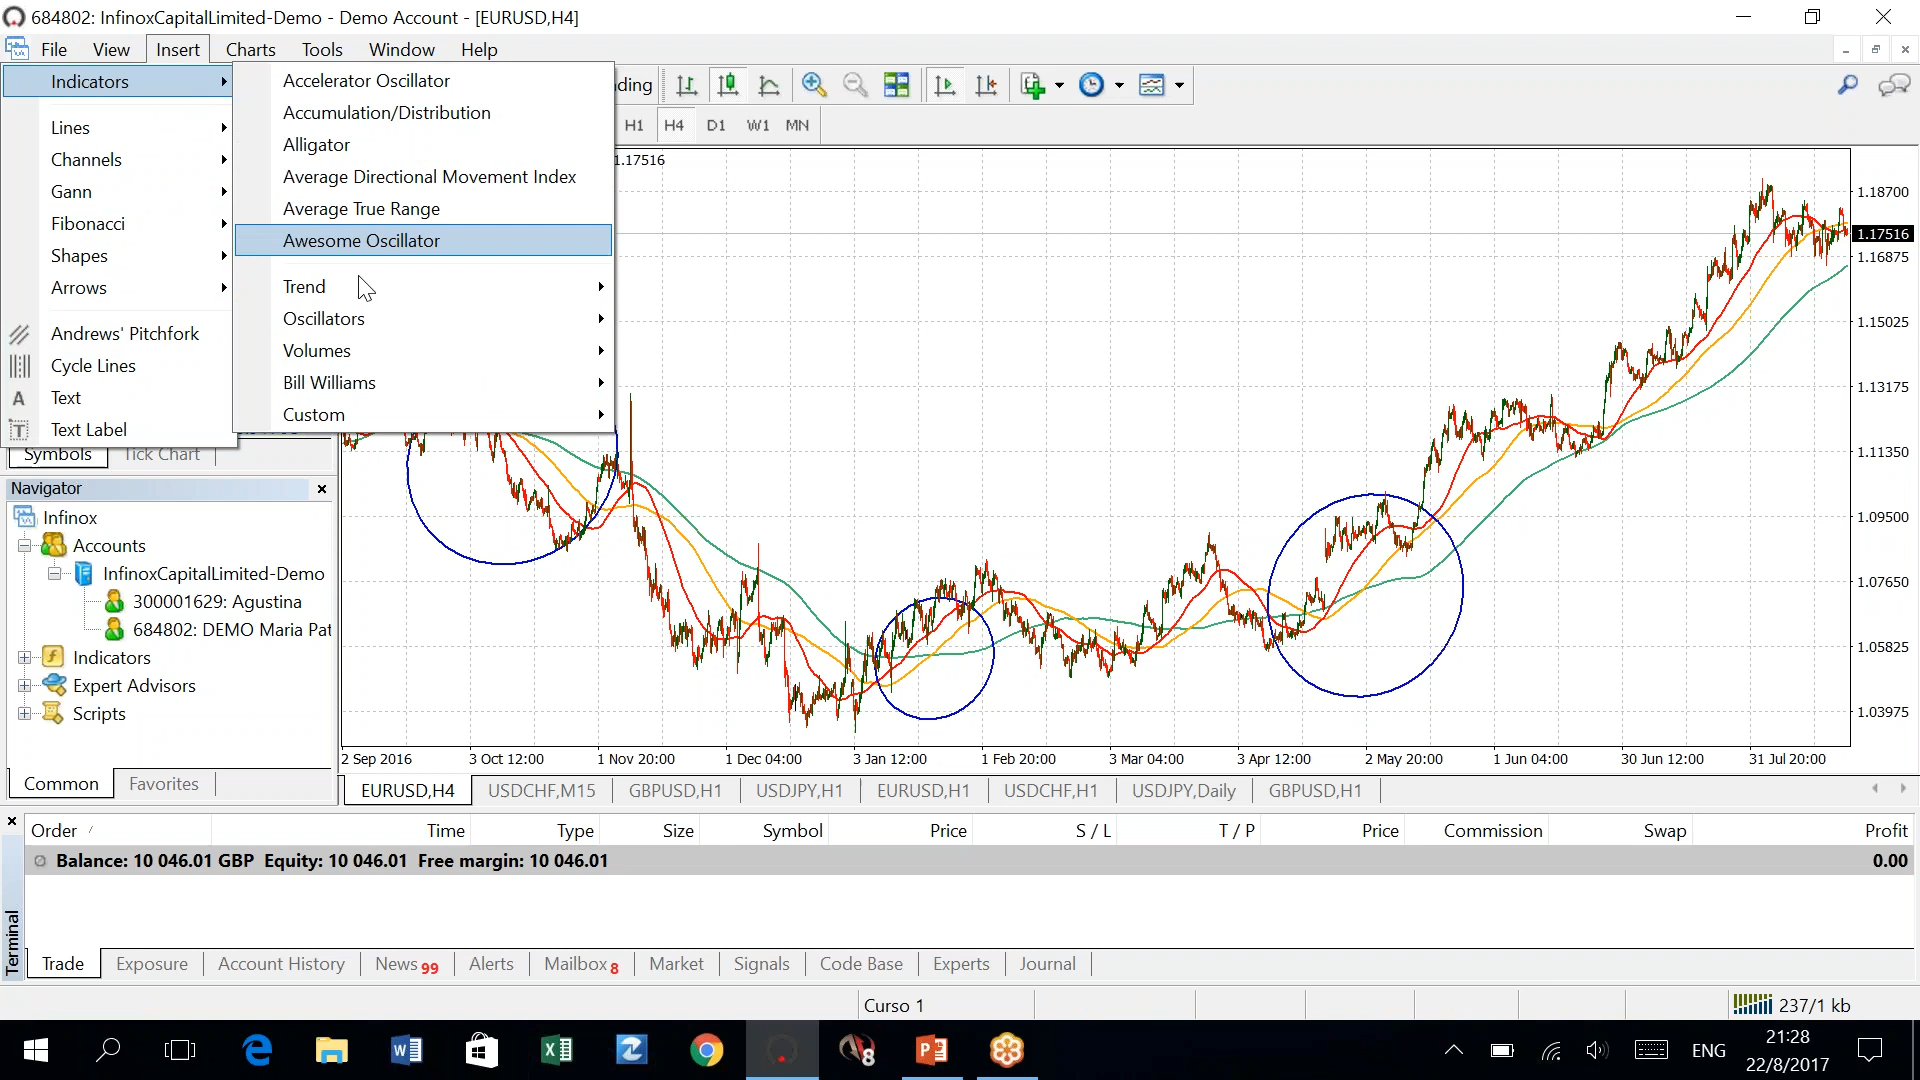 684802: InfinoxCapitalLimited-Demo - Demo Account - [EURUSD,H4]
File View Insert Charts Tools Window Help
Indicators
Lines
Channels
Gann
Fibonacci
Shapes
Arrows
Andrews' Pitchfork
Cycle Lines
Text
Text Label
Accelerator Oscillator
Accumulation/Distribution
Alligator
Average Directional Movement Index
Average True Range
Awesome Oscillator
Trend
Oscillators
Volumes
Bill Williams
Custom
ding
H1 H4 D1 W1 MN
1.17516
1.18700
1.17516
1.16875
1.15025
1.13175
1.11350
1.09500
1.07650
1.05825
1.03975
Symbols Tick Chart
Navigator
Infinox
Accounts
InfinoxCapitalLimited-Demo
300001629: Agustina
684802: DEMO Maria Pat
Indicators
Expert Advisors
Scripts
Common Favorites
2 Sep 2016 3 Oct 12:00 1 Nov 20:00 1 Dec 04:00 3 Jan 12:00 1 Feb 20:00 3 Mar 04:00 3 Apr 12:00 2 May 20:00 1 Jun 04:00 30 Jun 12:00 31 Jul 20:00
EURUSD,H4 USDCHF,M15 GBPUSD,H1 USDJPY,H1 EURUSD,H1 USDCHF,H1 USDJPY,Daily GBPUSD,H1
Order / Time Type Size Symbol Price S / L T / P Price Commission Swap Profit
Balance: 10 046.01 GBP Equity: 10 046.01 Free margin: 10 046.01 0.00
Terminal
Trade Exposure Account History News 99 Alerts Mailbox 8 Market Signals Code Base Experts Journal
Curso 1 237/1 kb
8 ENG 21:28
22/8/2017